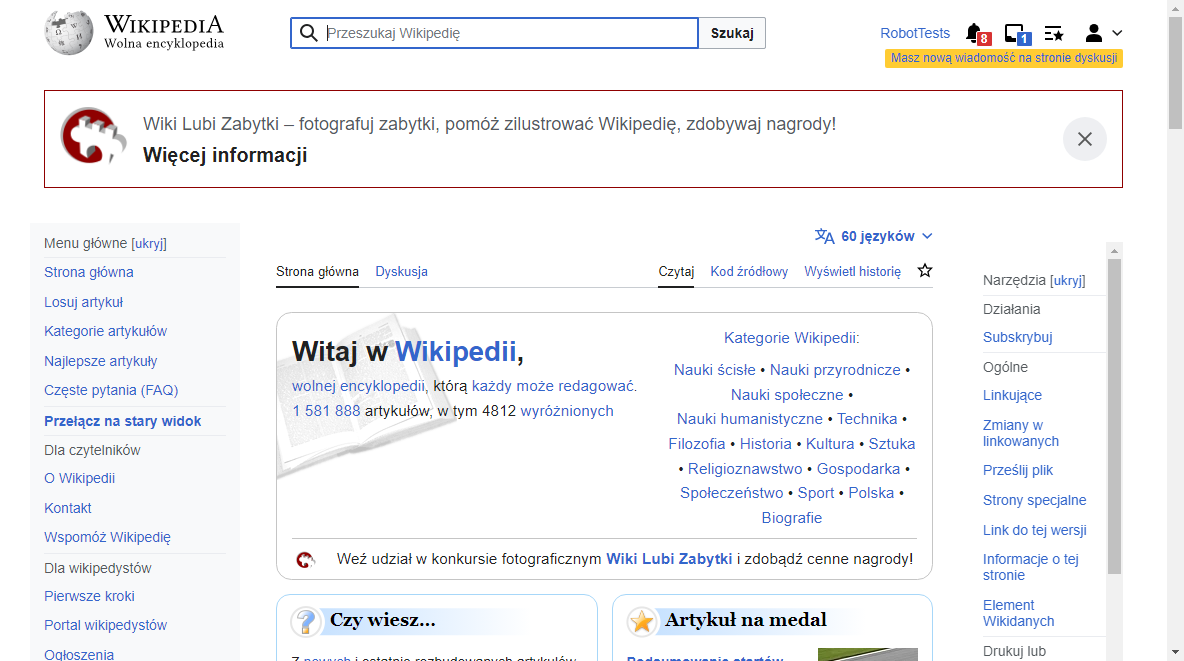 WIKIPEDIA
Wolna encyklopedia
Przeszukaj Wikipedię
Szukaj
RobotTests
8
1
Masz nową wiadomość na stronie dyskusji
Wiki Lubi Zabytki – fotografuj zabytki, pomóż zilustrować Wikipedię, zdobywaj nagrody!
Więcej informacji
Menu główne [ukryj]
Strona główna
Losuj artykuł
Kategorie artykułów
Najlepsze artykuły
Częste pytania (FAQ)
Przełącz na stary widok
Dla czytelników
O Wikipedii
Kontakt
Wspomóż Wikipedię
Dla wikipedystów
Pierwsze kroki
Portal wikipedystów
Ogłoszenia
60 języków
Strona główna
Dyskusja
Czytaj
Kod źródłowy
Wyświetl historię
Witaj w Wikipedii,
wolnej encyklopedii, którą każdy może redagować.
1 581 888 artykułów, w tym 4812 wyróżnionych
Kategorie Wikipedii:
Nauki ścisłe • Nauki przyrodnicze •
Nauki społeczne •
Nauki humanistyczne • Technika •
Filozofia • Historia • Kultura • Sztuka
• Religioznawstwo • Gospodarka •
Społeczeństwo • Sport • Polska •
Biografie
Weź udział w konkursie fotograficznym Wiki Lubi Zabytki i zdobądź cenne nagrody!
Czy wiesz...
Z nowych i ostatnio rozbudowanych artykułów
Artykuł na medal
Podsumowanie startów
Narzędzia [ukryj]
Działania
Subskrybuj
Ogólne
Linkujące
Zmiany w
linkowanych
Prześlij plik
Strony specjalne
Link do tej wersji
Informacje o tej
stronie
Element
Wikidanych
Drukuj lub